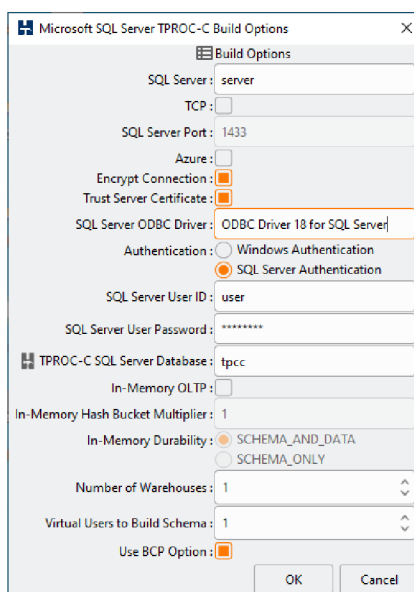 Microsoft SQL Server TPROC-C Build Options
Build Options
SQL Server : server
TCP :
SQL Server Port : 1433
Azure :
Encrypt Connection :
Trust Server Certificate :
SQL Server ODBC Driver : ODBC Driver 18 for SQL Server
Authentication : Windows Authentication
SQL Server Authentication
SQL Server User ID : user
SQL Server User Password : ********
TPROC-C SQL Server Database : tpcc
In-Memory OLTP :
In-Memory Hash Bucket Multiplier : 1
In-Memory Durability : SCHEMA_AND_DATA
SCHEMA_ONLY
Number of Warehouses : 1
Virtual Users to Build Schema : 1
Use BCP Option :
OK Cancel